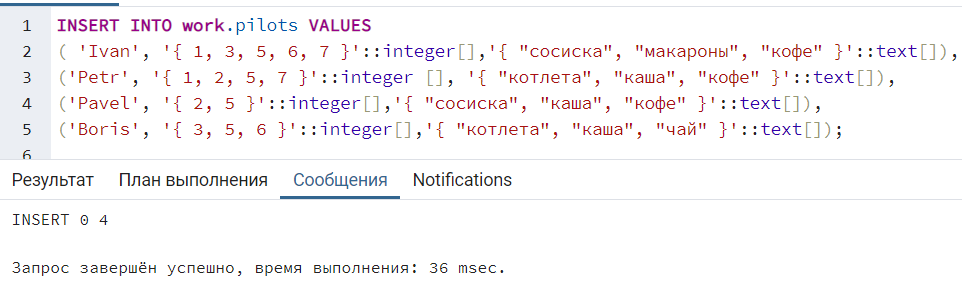 1 INSERT INTO work.pilots VALUES
2 ( 'Ivan', '{ 1, 3, 5, 6, 7 }'::integer[],'{ "сосиска", "макароны", "кофе" }'::text[]),
3 ('Petr', '{ 1, 2, 5, 7 }'::integer [], '{ "котлета", "каша", "кофе" }'::text[]),
4 ('Pavel', '{ 2, 5 }'::integer[],'{ "сосиска", "каша", "кофе" }'::text[]),
5 ('Boris', '{ 3, 5, 6 }'::integer[],'{ "котлета", "каша", "чай" }'::text[]);
6
Результат План выполнения Сообщения Notifications
INSERT 0 4
Запрос завершён успешно, время выполнения: 36 msec.